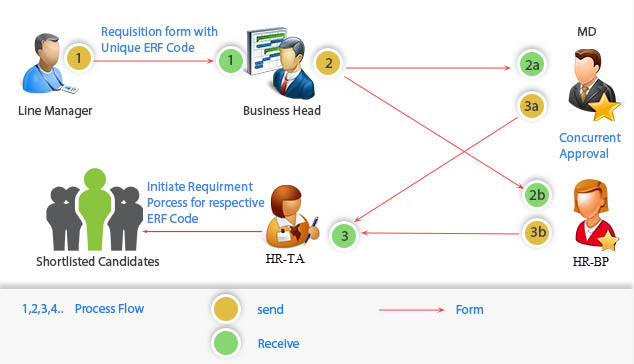 Requisition form with
Unique ERF Code
MD
1
1
2
2a
Line Manager
Business Head
3a
Concurrent
Approval
Initiate Requirment
Porcess for respective
ERF Code
2b
3
3b
Shortlisted Candidates
HR-TA
HR-BP
1,2,3,4.. Process Flow
send
Form
Receive